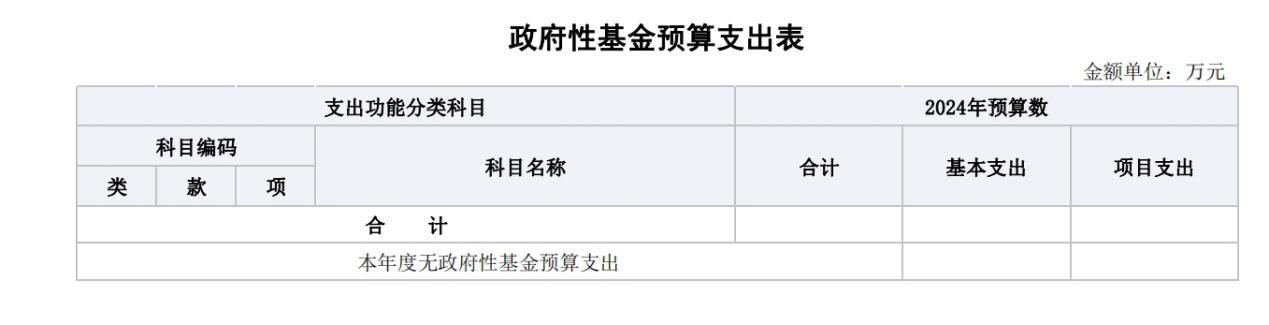 政府性基金预算支出表
金额单位：万元
支出功能分类科目 2024年预算数
科目编码 科目名称 合计 基本支出 项目支出
类 款 项
合 计
本年度无政府性基金预算支出